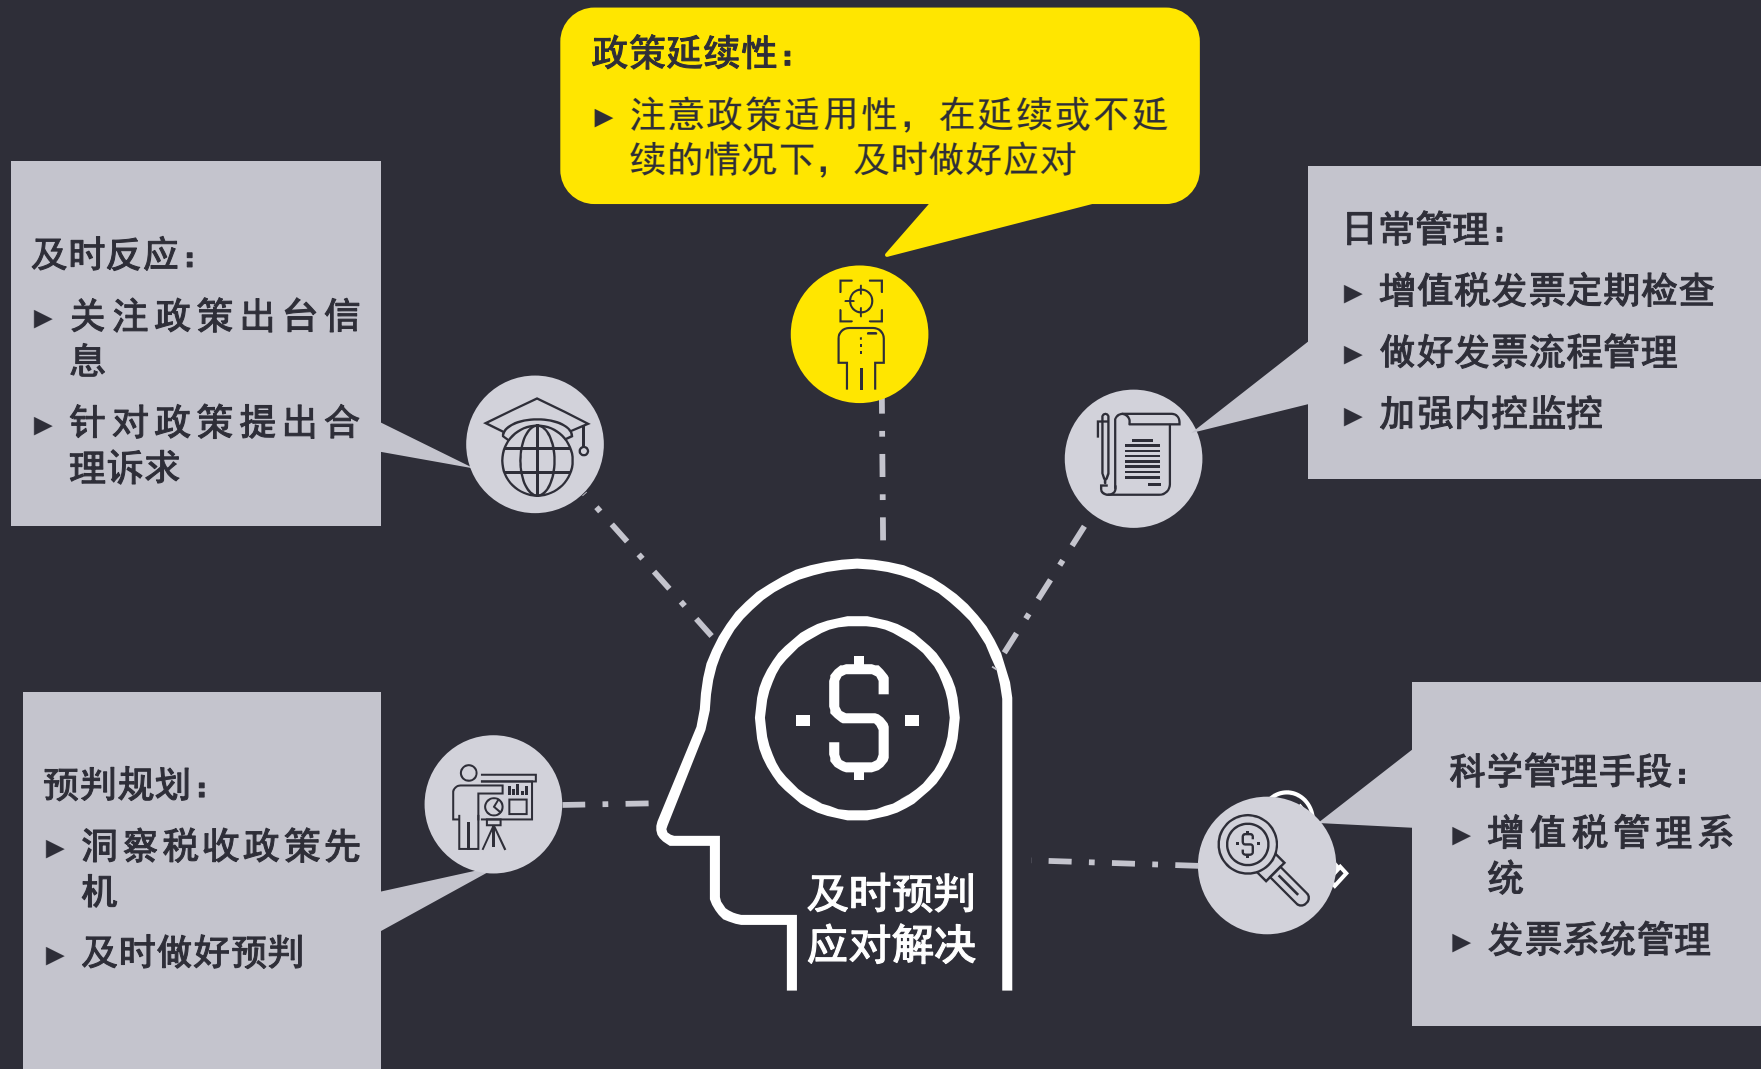 政策延续性：
► 注意政策适用性，在延续或不延
续的情况下，及时做好应对
及时反应：
► 关注政策出台信
息
► 针对政策提出合
理诉求
日常管理：
► 增值税发票定期检查
► 做好发票流程管理
► 加强内控监控
预判规划：
► 洞察税收政策先
机
► 及时做好预判
及时预判
应对解决
科学管理手段：
► 增值税管理系
统
► 发票系统管理